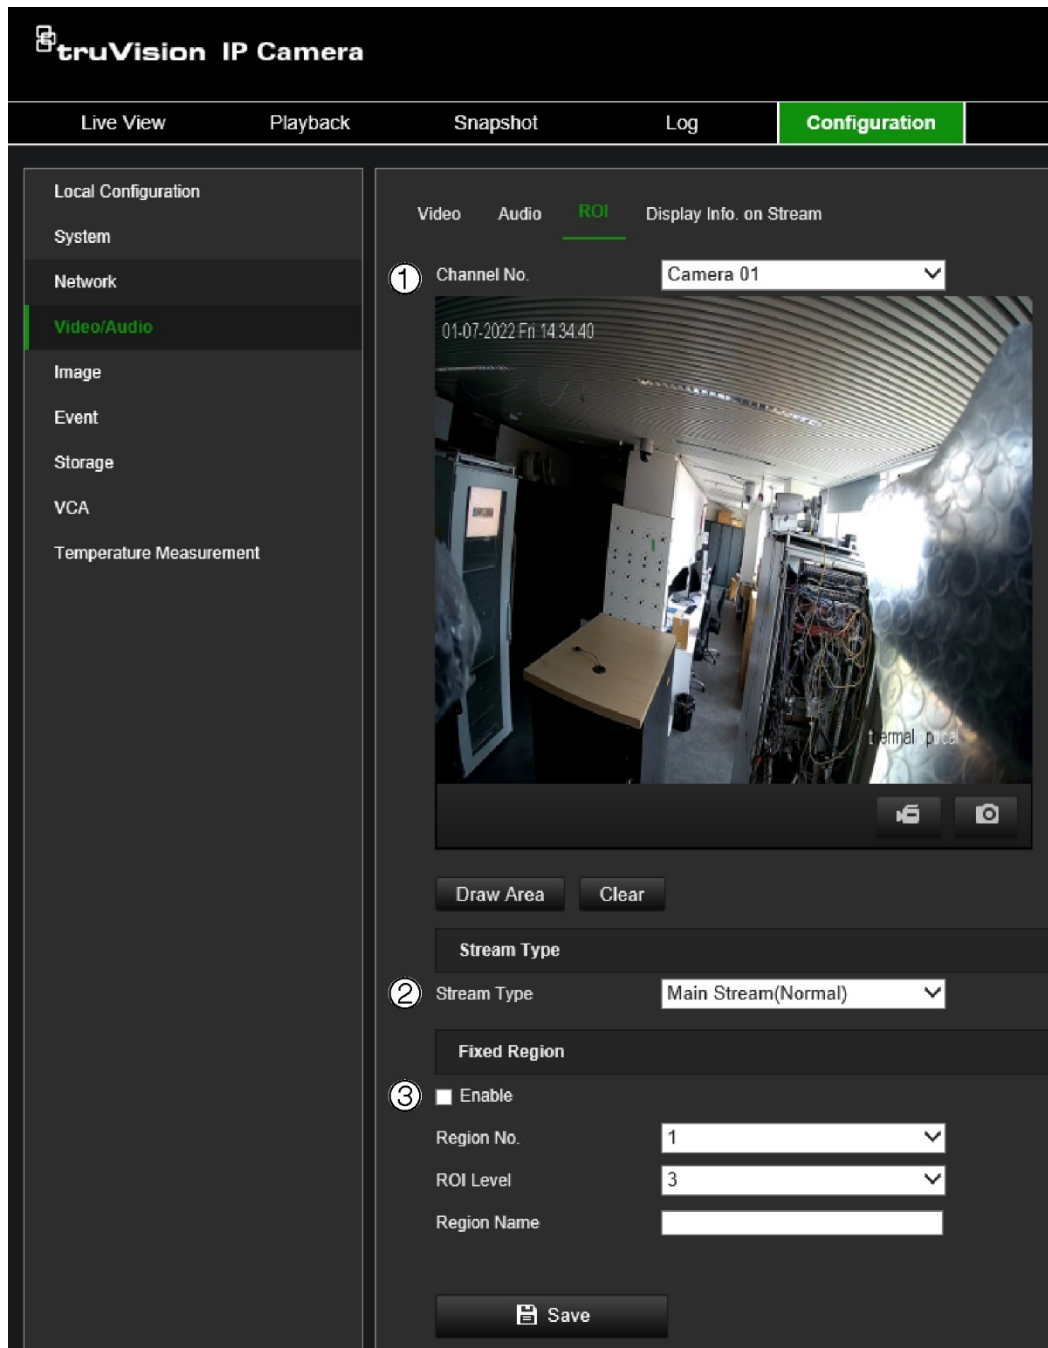 truVision IP Camera
Live View Playback Snapshot Log Configuration
Local Configuration
System
Network
Video/Audio
Image
Event
Storage
VCA
Temperature Measurement
Video Audio ROI Display Info. on Stream
1 Channel No. Camera 01
01-07-2022 Fri 14:34:40
Draw Area Clear
Stream Type
2 Stream Type Main Stream(Normal)
Fixed Region
3 Enable
Region No. 1
ROI Level 3
Region Name
Save